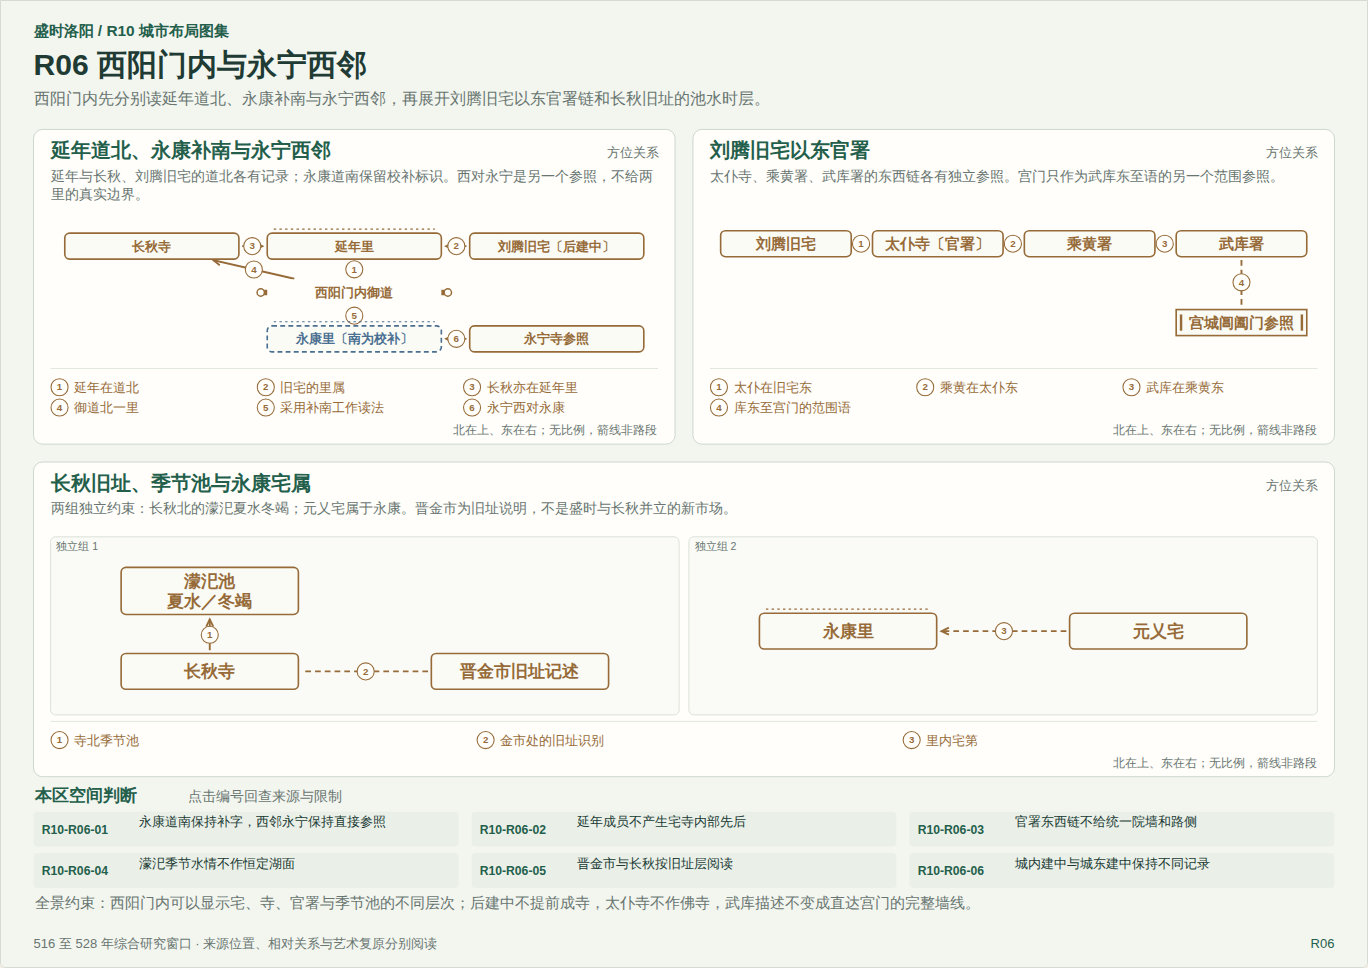 盛时洛阳 / R10 城市布局图集
R06 西阳门内与永宁西邻
西阳门内先分别读延年道北、永康补南与永宁西邻，再展开刘腾旧宅以东官署链和长秋旧址的池水时层。
延年道北、永康补南与永宁西邻
方位关系
延年与长秋、刘腾旧宅的道北各有记录；永康道南保留校补标识。西对永宁是另一个参照，不给两
里的真实边界。
长秋寺
3
延年里
2
刘腾旧宅〔后建中〕
4
1
西阳门内御道
5
永康里〔南为校补〕
6
永宁寺参照
1 延年在道北
2 旧宅的里属
3 长秋亦在延年里
4 御道北一里
5 采用补南工作读法
6 永宁西对永康
北在上、东在右；无比例，箭线非路段
刘腾旧宅以东官署
方位关系
太仆寺、乘黄署、武库署的东西链各有独立参照。宫门只作为武库东至语的另一个范围参照。
刘腾旧宅
1
太仆寺〔官署〕
2
乘黄署
3
武库署
4
宫城阊阖门参照
1 太仆在旧宅东
2 乘黄在太仆东
3 武库在乘黄东
4 库东至宫门的范围语
北在上、东在右；无比例，箭线非路段
长秋旧址、季节池与永康宅属
方位关系
两组独立约束：长秋北的濛汜夏水冬竭；元乂宅属于永康。晋金市为旧址说明，不是盛时与长秋并立的新市场。
独立组 1
濛汜池
夏水／冬竭
1
长秋寺
2
晋金市旧址记述
独立组 2
永康里
3
元乂宅
1 寺北季节池
2 金市处的旧址识别
3 里内宅第
北在上、东在右；无比例，箭线非路段
本区空间判断
点击编号回查来源与限制
R10-R06-01 永康道南保持补字，西邻永宁保持直接参照
R10-R06-02 延年成员不产生宅寺内部先后
R10-R06-03 官署东西链不给统一院墙和路侧
R10-R06-04 濛汜季节水情不作恒定湖面
R10-R06-05 晋金市与长秋按旧址层阅读
R10-R06-06 城内建中与城东建中保持不同记录
全景约束：西阳门内可以显示宅、寺、官署与季节池的不同层次；后建中不提前成寺，太仆寺不作佛寺，武库描述不变成直达宫门的完整墙线。
516 至 528 年综合研究窗口 · 来源位置、相对关系与艺术复原分别阅读
R06